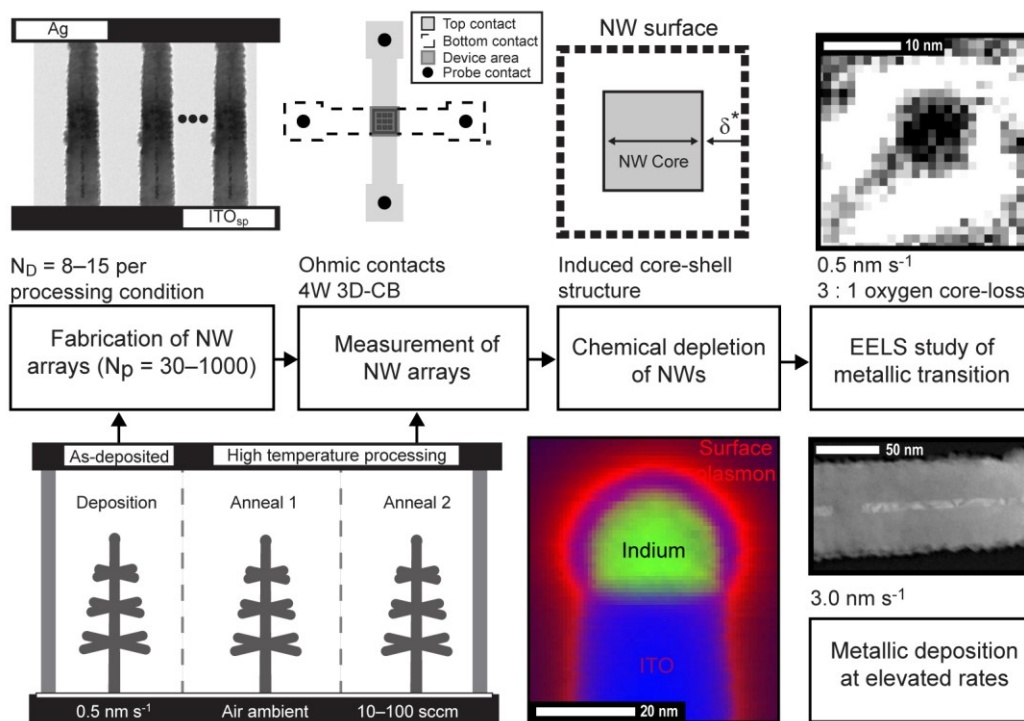 Ag
ITOsp
Top contact
Bottom contact
Device area
Probe contact
NW surface
NW Core
δ*
10 nm
ND = 8–15 per
processing condition
Ohmic contacts
4W 3D-CB
Induced core-shell
structure
0.5 nm s-1
3 : 1 oxygen core-loss
Fabrication of NW
arrays (Np = 30–1000)
Measurement of
NW arrays
Chemical depletion
of NWs
EELS study of
metallic transition
As-deposited
High temperature processing
Deposition
Anneal 1
Anneal 2
0.5 nm s-1
Air ambient
10–100 sccm
Surface
plasmon
Indium
ITO
20 nm
50 nm
3.0 nm s-1
Metallic deposition
at elevated rates